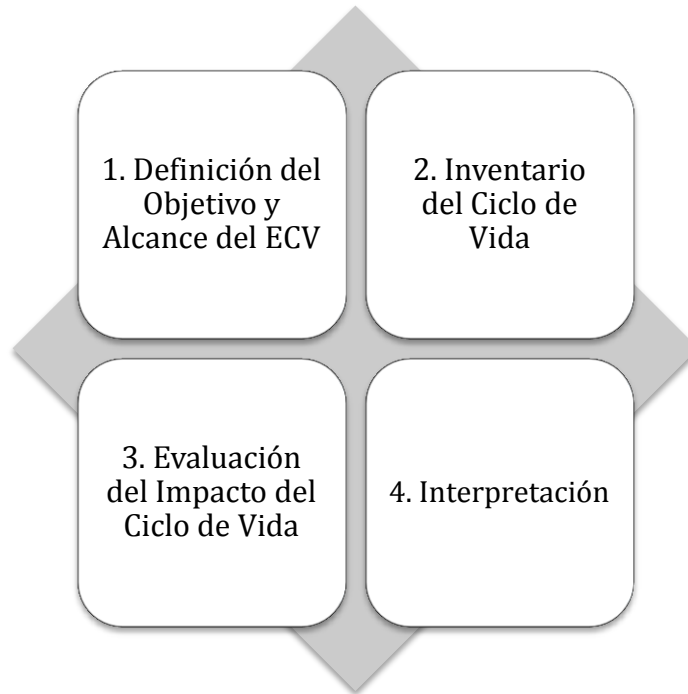 1. Definición del
Objetivo y
Alcance del ECV
2. Inventario
del Ciclo de
Vida
3. Evaluación
del Impacto del
Ciclo de Vida
4. Interpretación